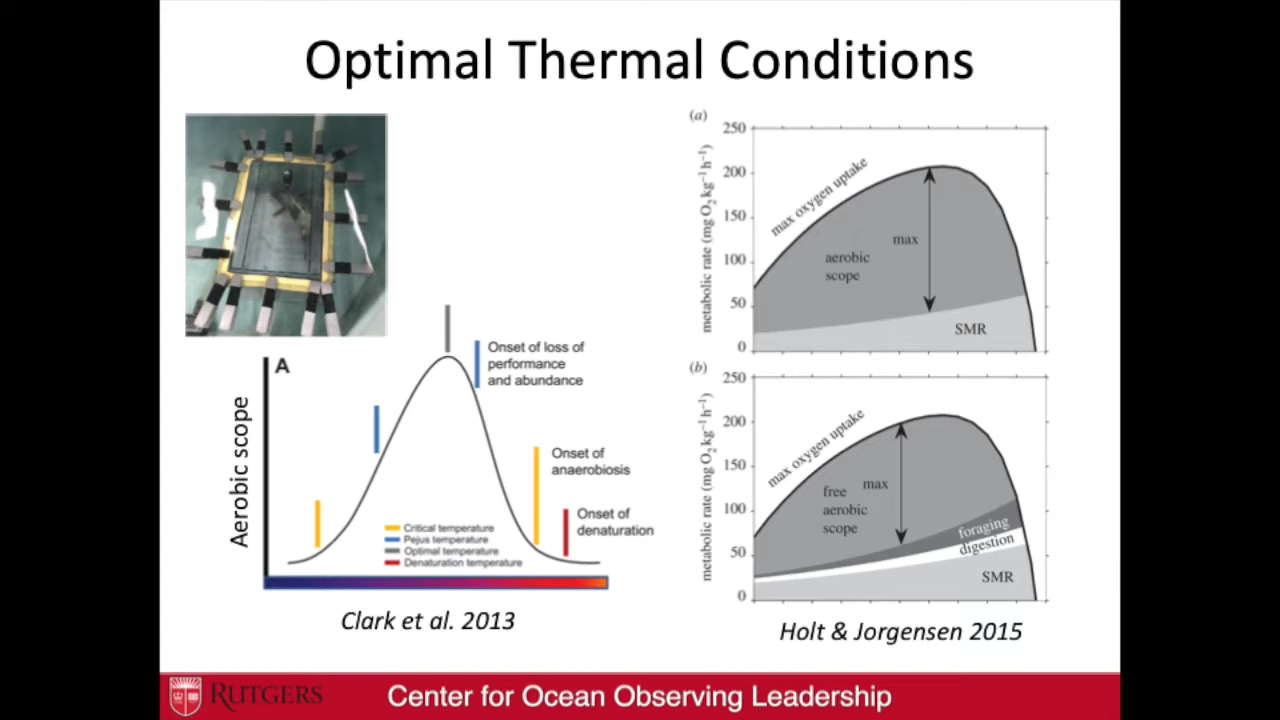 Optimal Thermal Conditions
A
Aerobic scope
Onset of loss of
performance
and abundance
Onset of
anaerobiosis
Onset of
denaturation
Critical temperature
Pejus temperature
Optimal temperature
Denaturation temperature
Clark et al. 2013
(a)
metabolic rate (mg O₂ kg⁻¹ h⁻¹)
250
200
150
100
50
0
max oxygen uptake
max
aerobic
scope
SMR
(b)
metabolic rate (mg O₂ kg⁻¹ h⁻¹)
250
200
150
100
50
0
max oxygen uptake
max
free
aerobic
scope
foraging
digestion
SMR
Holt & Jorgensen 2015
RUTGERS
Center for Ocean Observing Leadership